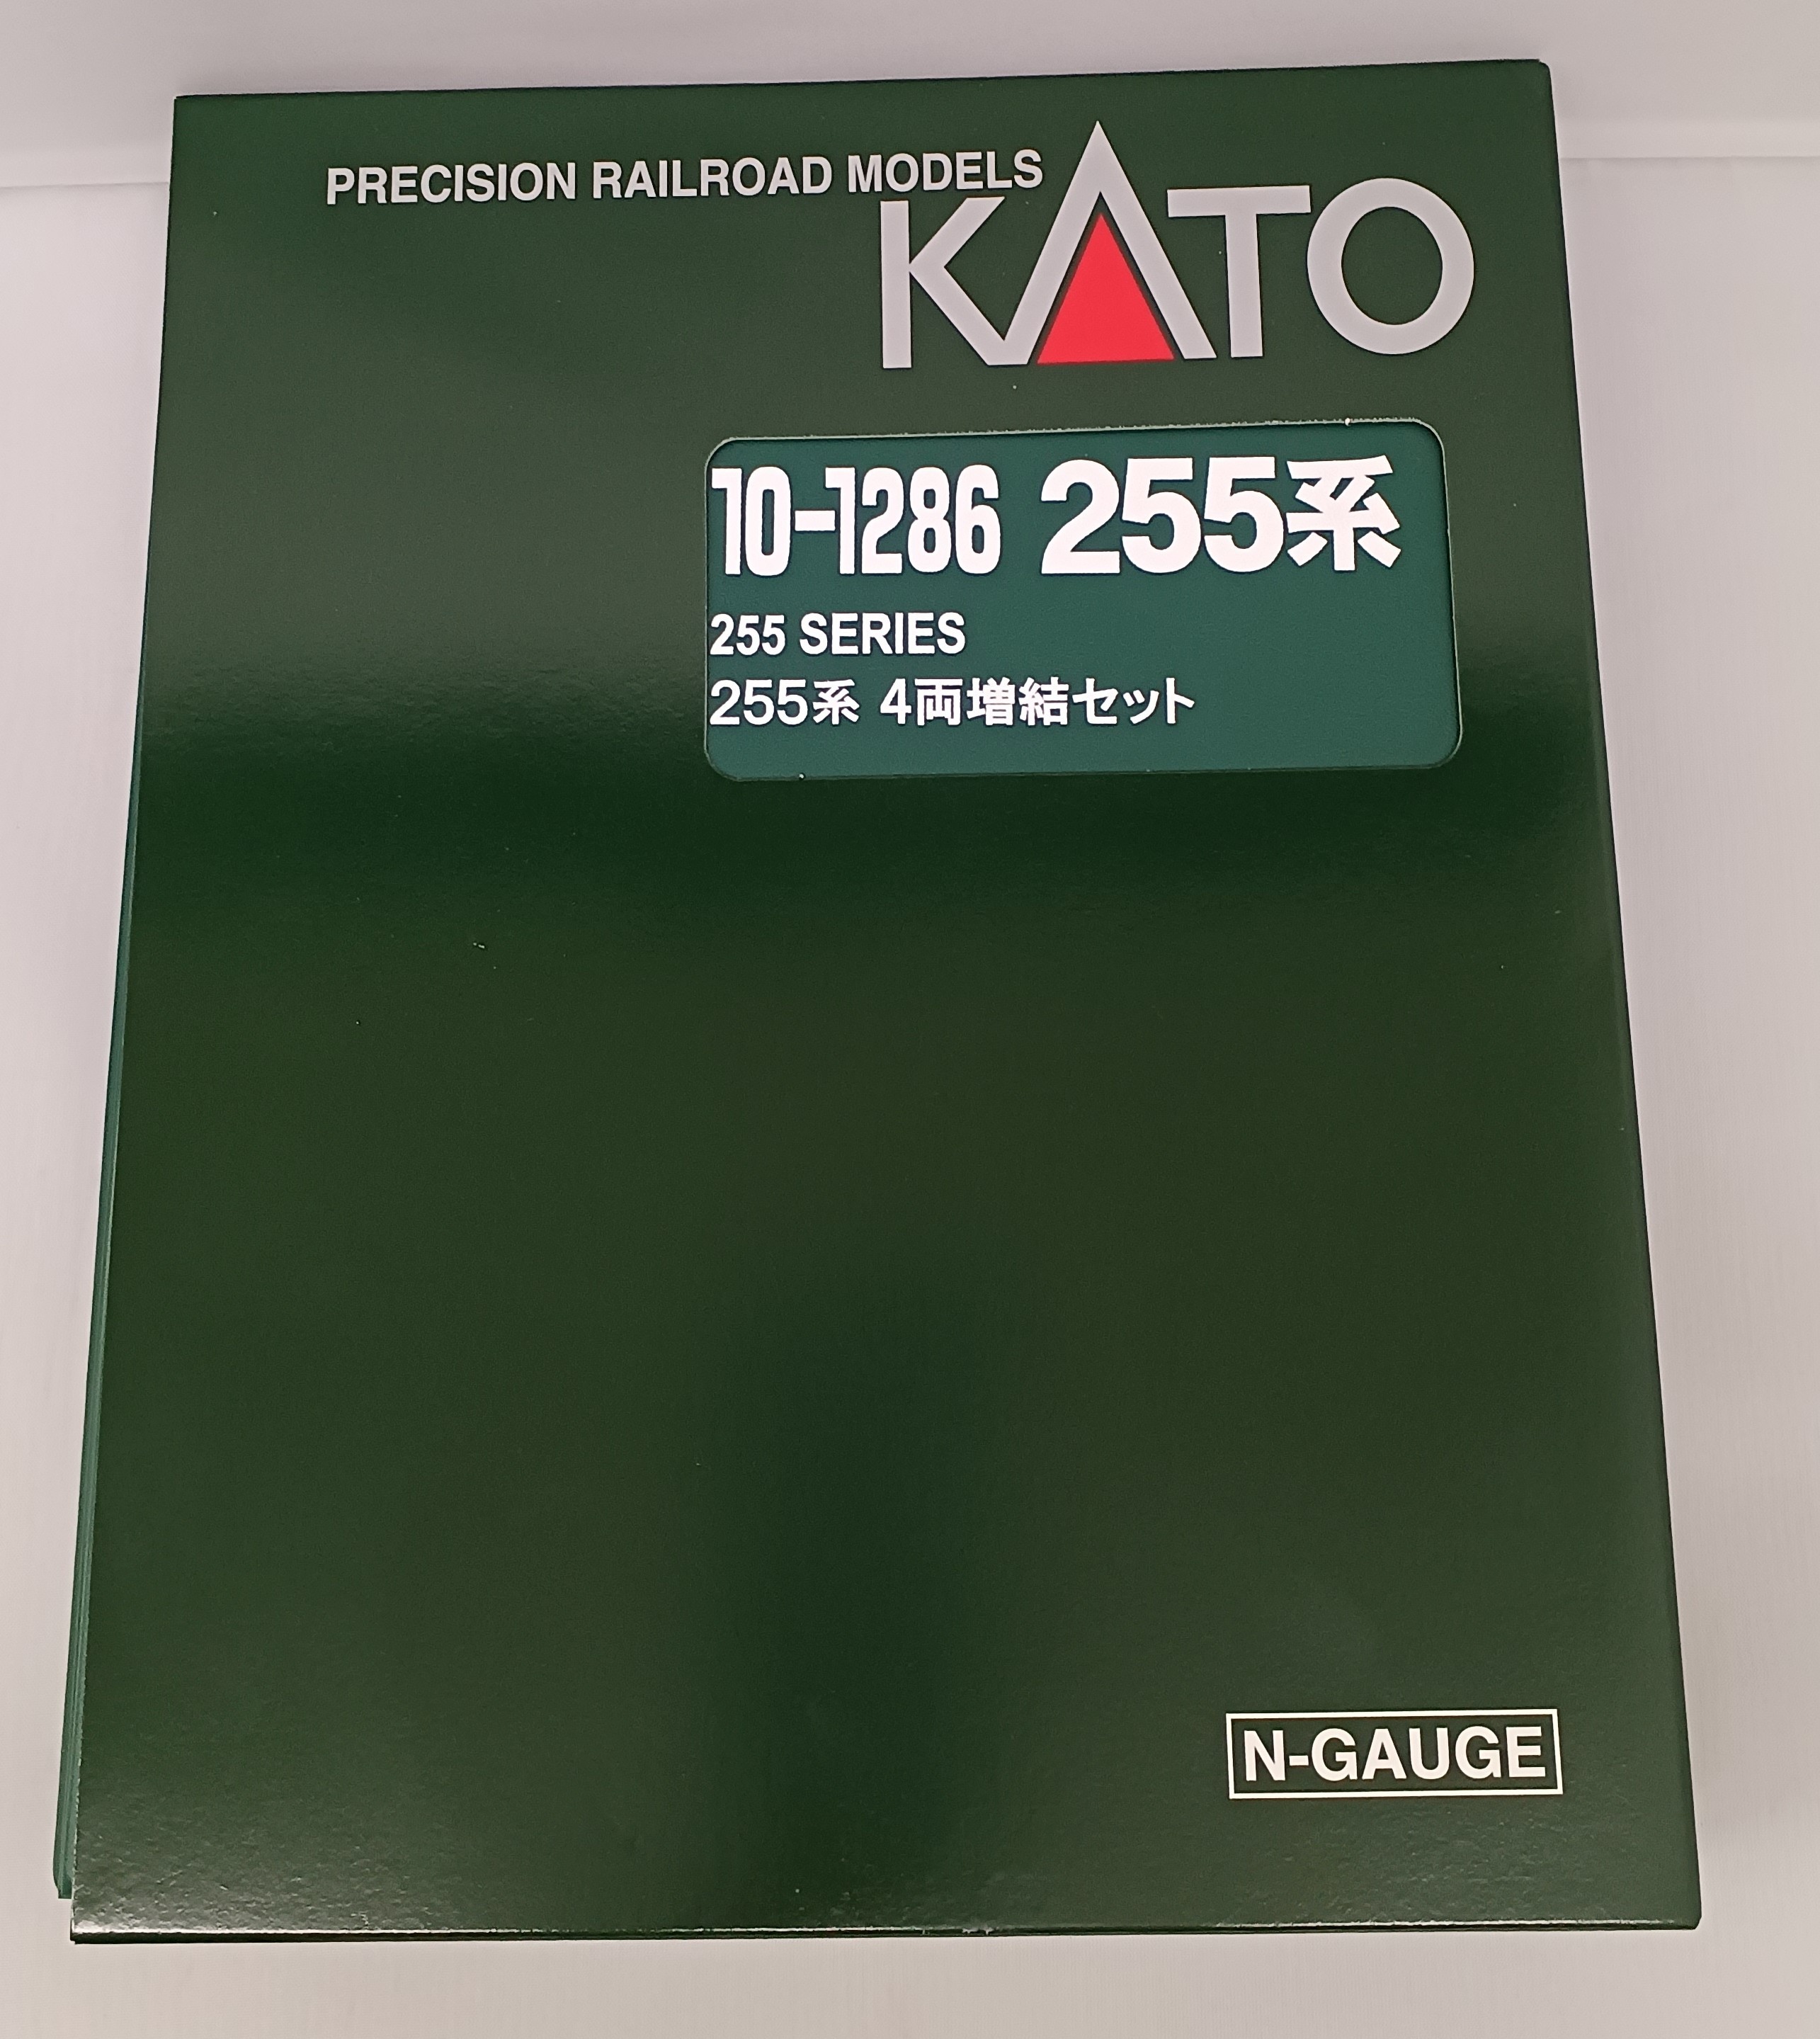 PRECISION RAILROAD MODELS
KATO
10-1286 255系
255 SERIES
255系 4両増結セット
N-GAUGE